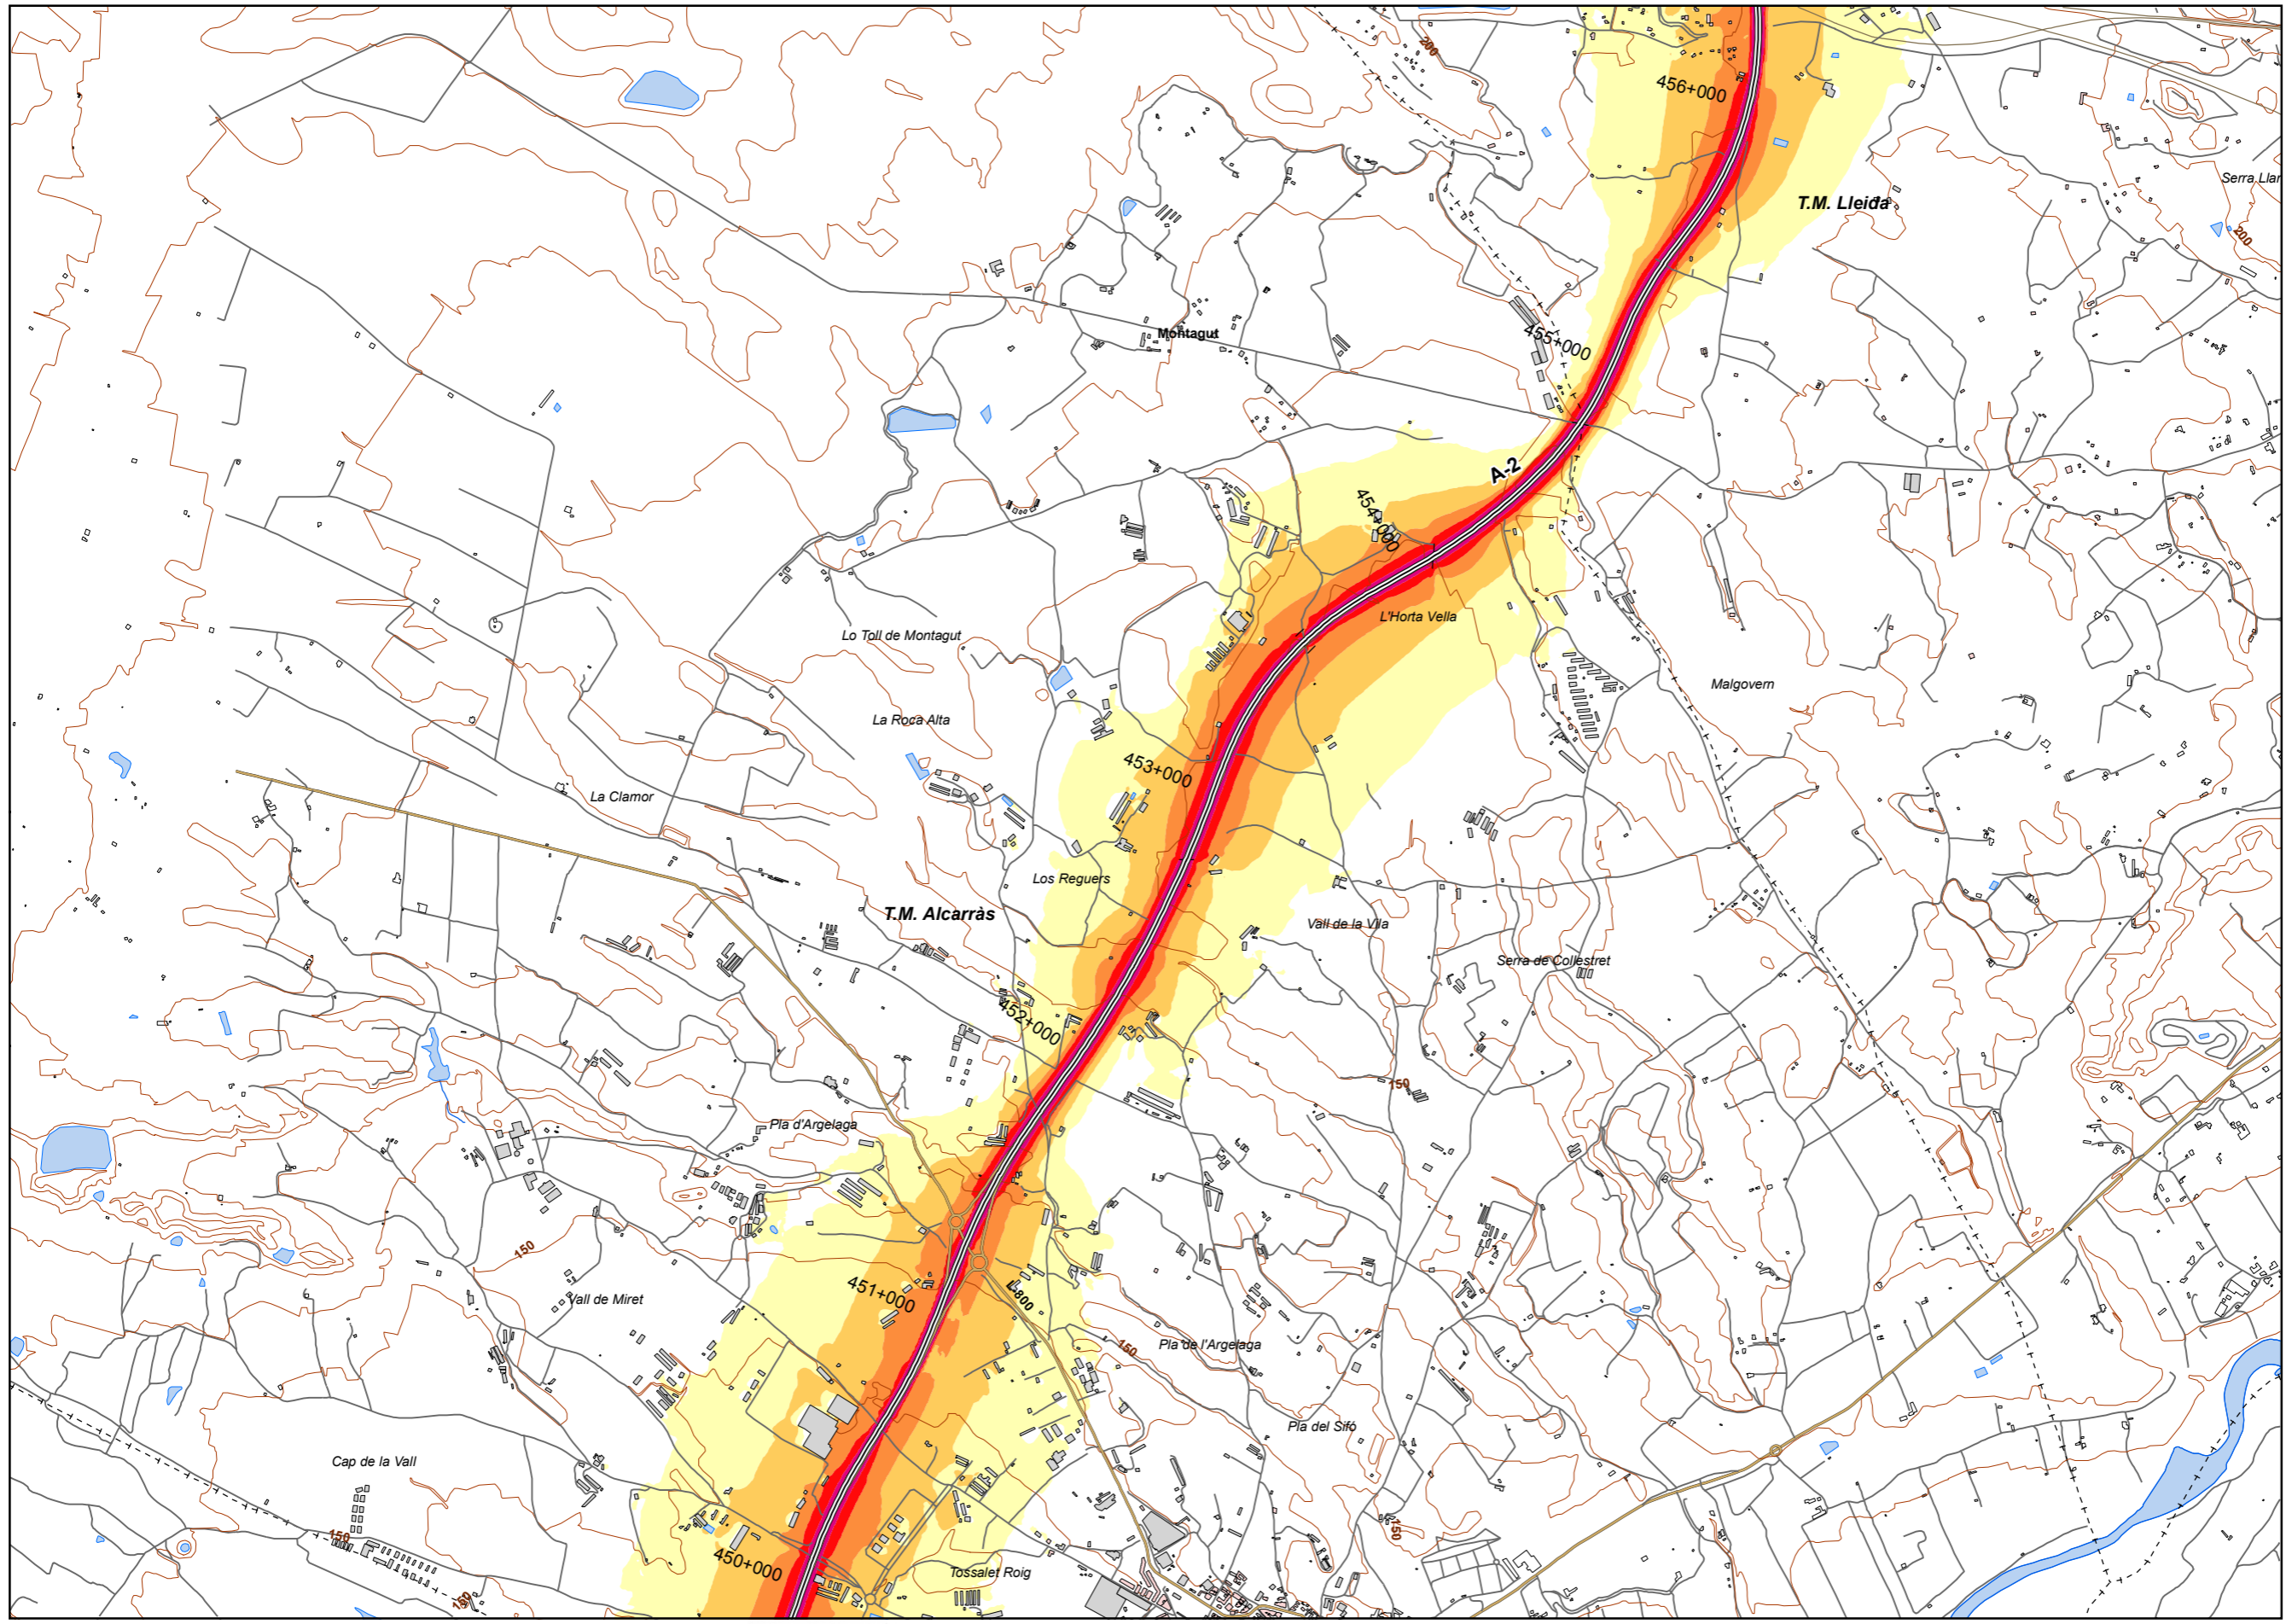 200
456+000
Serra Llar
T.M. Lleida
200
455+000
Montagut
A-2
454+000
L'Horta Vella
Lo Toll de Montagut
Malgovern
La Roca Alta
453+000
La Clamor
Los Reguers
T.M. Alcarràs
Vall de la Vila
Serra de Collestret
452+000
150
Pla d'Argelaga
150
451+000
L-800
Vall de Miret
150
Pla de l'Argelaga
Pla del Sifó
Cap de la Vall
150
150
450+000
Tossalet Roig
150